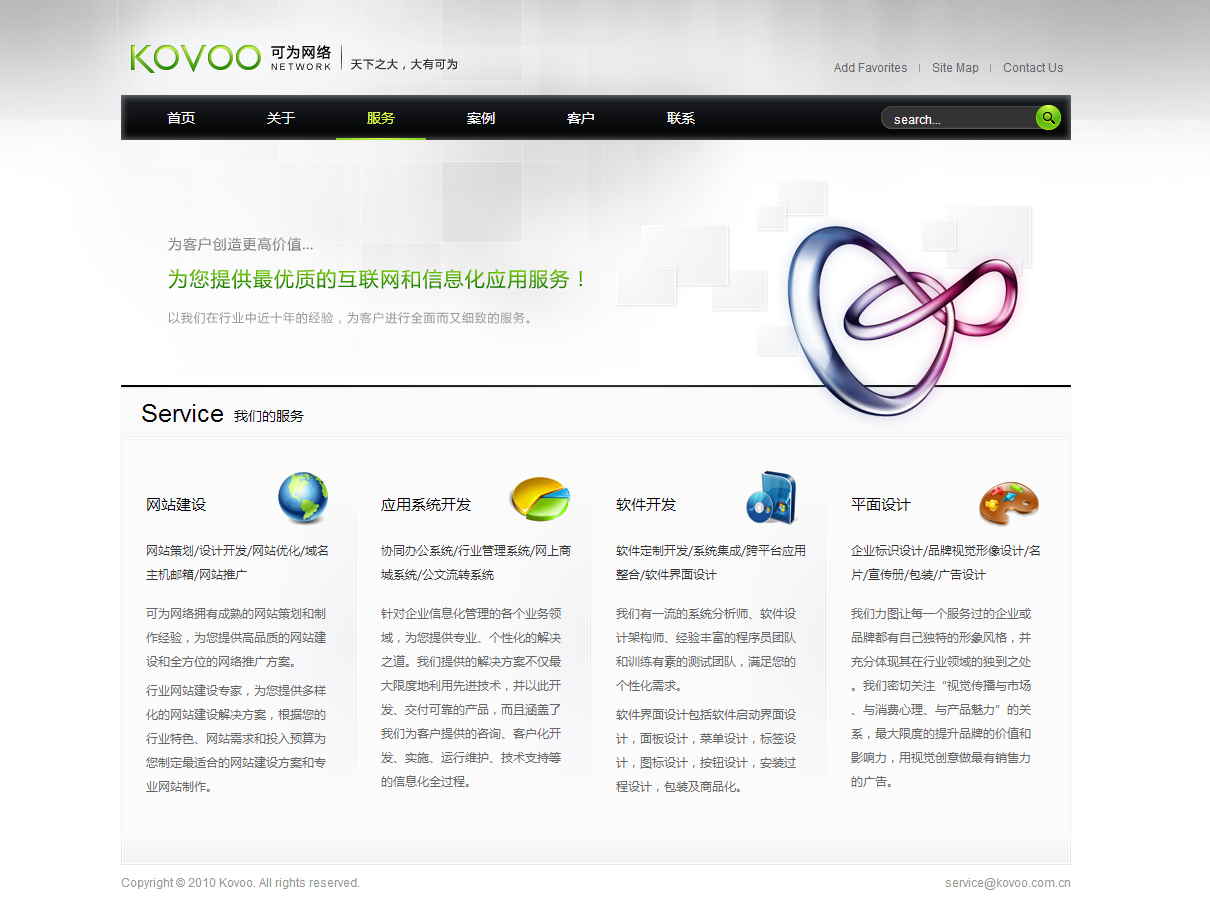 KOVOO 可为网络 NETWORK 天下之大，大有可为
Add Favorites | Site Map | Contact Us
首页 关于 服务 案例 客户 联系 search...
为客户创造更高价值...
为您提供最优质的互联网和信息化应用服务！
以我们在行业中近十年的经验，为客户进行全面而又细致的服务。
Service 我们的服务
网站建设
网站策划/设计开发/网站优化/域名
主机邮箱/网站推广
可为网络拥有成熟的网站策划和制
作经验，为您提供高品质的网站建
设和全方位的网络推广方案。
行业网站建设专家，为您提供多样
化的网站建设解决方案，根据您的
行业特色、网站需求和投入预算为
您制定最适合的网站建设方案和专
业网站制作。
应用系统开发
协同办公系统/行业管理系统/网上商
城系统/公文流转系统
针对企业信息化管理的各个业务领
域，为您提供专业、个性化的解决
之道。我们提供的解决方案不仅最
大限度地利用先进技术，并以此开
发、交付可靠的产品，而且涵盖了
我们为客户提供的咨询、客户化开
发、实施、运行维护、技术支持等
的信息化全过程。
软件开发
软件定制开发/系统集成/跨平台应用
整合/软件界面设计
我们有一流的系统分析师、软件设
计架构师、经验丰富的程序员团队
和训练有素的测试团队，满足您的
个性化需求。
软件界面设计包括软件启动界面设
计，面板设计，菜单设计，标签设
计，图标设计，按钮设计，安装过
程设计，包装及商品化。
平面设计
企业标识设计/品牌视觉形像设计/名
片/宣传册/包装/广告设计
我们力图让每一个服务过的企业或
品牌都有自己独特的形象风格，并
充分体现其在行业领域的独到之处
。我们密切关注“视觉传播与市场
、与消费心理、与产品魅力”的关
系，最大限度的提升品牌的价值和
影响力，用视觉创意做最有销售力
的广告。
Copyright © 2010 Kovoo. All rights reserved.
service@kovoo.com.cn